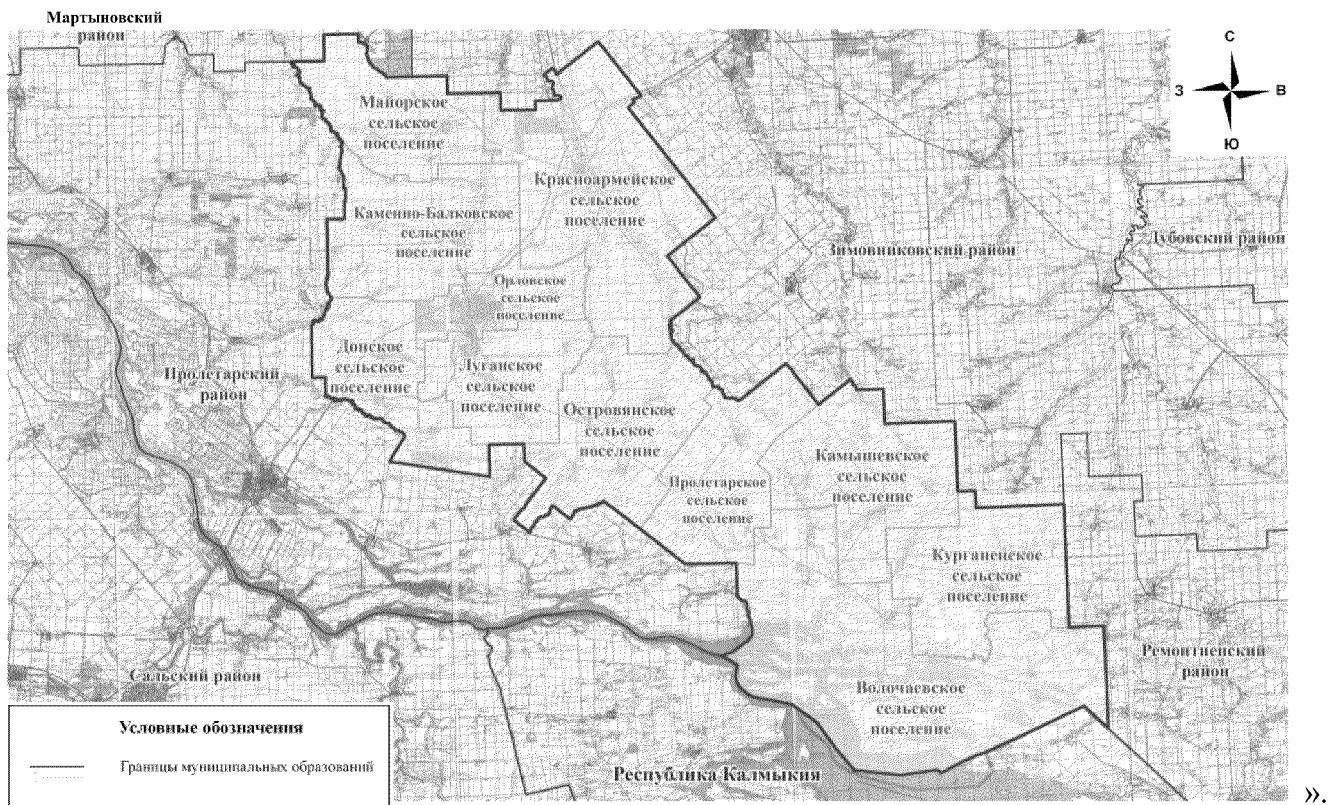 Мартыновский
район
С
З
В
Ю
Майорское
сельское
поселение
Красноармейское
сельское
поселение
Каменно-Балковское
сельское
поселение
Зимовниковский район
Дубовский район
Орловское
сельское
поселение
Донское
сельское
поселение
Луганское
сельское
поселение
Пролетарский
район
Островянское
сельское
поселение
Камышевское
сельское
поселение
Пролетарское
сельское
поселение
Курганенское
сельское
поселение
Ремонтненский
район
Сальский район
Волочаевское
сельское
поселение
Условные обозначения
Границы муниципальных образований
Республика Калмыкия
».